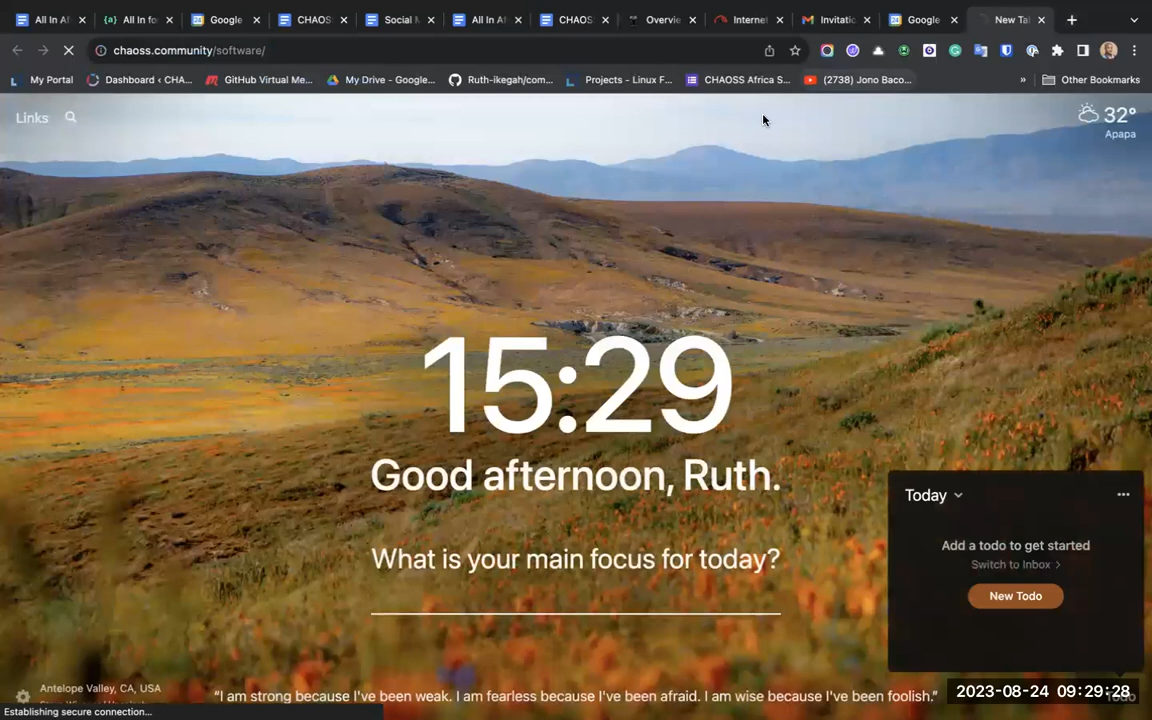 All In Af
All In fo
Google
CHAOS
Social M
All In Af
CHAOS
Overvie
Internet
Invitatio
Google
New Tal
chaoss.community/software/
My Portal
Dashboard ‹ CHA...
GitHub Virtual Me...
My Drive - Google...
Ruth-ikegah/com...
Projects - Linux F...
CHAOSS Africa S...
(2738) Jono Baco...
»
Other Bookmarks
Links
32°
Apapa
15:29
Good afternoon, Ruth.
What is your main focus for today?
Today
Add a todo to get started
Switch to Inbox >
New Todo
Antelope Valley, CA, USA
“I am strong because I've been weak. I am fearless because I've been afraid. I am wise because I've been foolish.”
2023-08-24 09:29:28
Establishing secure connection...